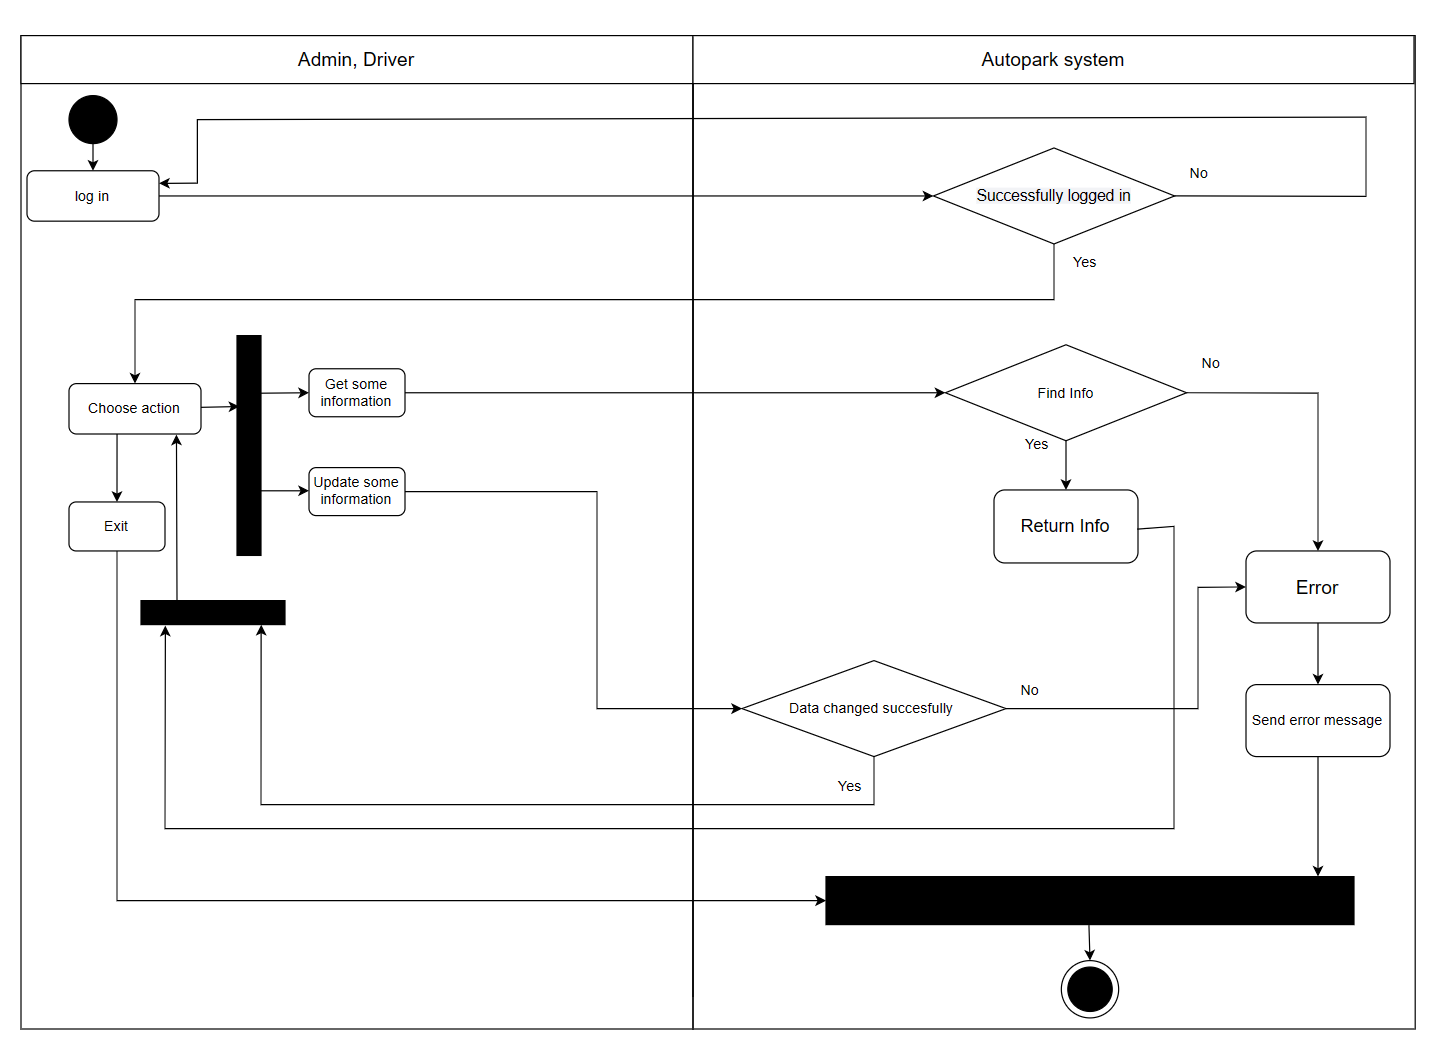 Admin, Driver
Autopark system
log in
Successfully logged in
No
Yes
Choose action
Get some
information
Find Info
No
Yes
Update some
information
Exit
Return Info
Error
Data changed succesfully
No
Yes
Send error message